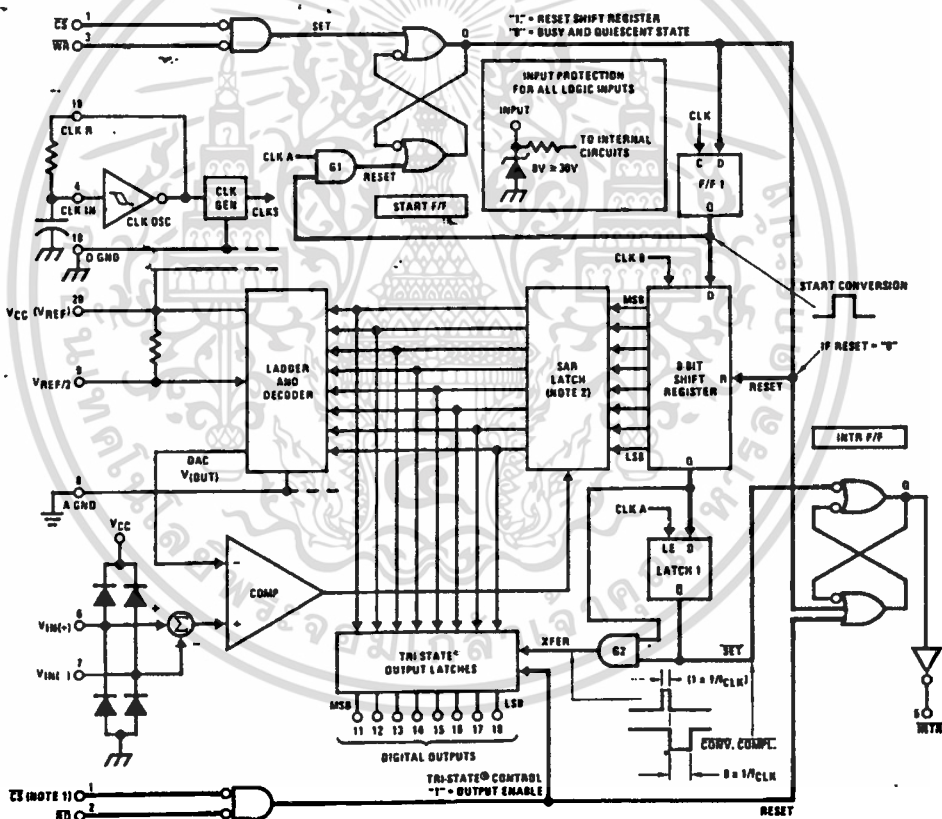 CS 1
WR 3
SET
Q
"1" = RESET SHIFT REGISTER
"0" = BUSY AND QUIESCENT STATE
INPUT PROTECTION
FOR ALL LOGIC INPUTS
INPUT
TO INTERNAL
CIRCUITS
CLK
C D
F/F 1
Q
19
CLK R
CLK A
G1
RESET
START F/F
4
CLK IN
CLK OSC
CLK
GEN
CLKS
10
D GND
CLK B
D
START CONVERSION
20
VCC (VREF)
9
VREF/2
LADDER
AND
DECODER
MSB
SAR
LATCH
(NOTE 2)
LSB
8-BIT
SHIFT
REGISTER
R
RESET
IF RESET = "0"
INTR F/F
Q
DAC
V(OUT)
8
A GND
Q
CLK A
LE D
LATCH 1
Q
VCC
COMP
-
+
6
VIN(+)
+
Σ
-
7
VIN(-)
XFER
G2
SET
TRI-STATE®
OUTPUT LATCHES
(1 = 1/fCLK)
MSB
LSB
11 12 13 14 15 16 17 18
DIGITAL OUTPUTS
CONV. COMPL.
8 = 1/fCLK
5
INTR
TRI-STATE® CONTROL
"1" = OUTPUT ENABLE
CS (NOTE 1) 1
RD 2
RESET